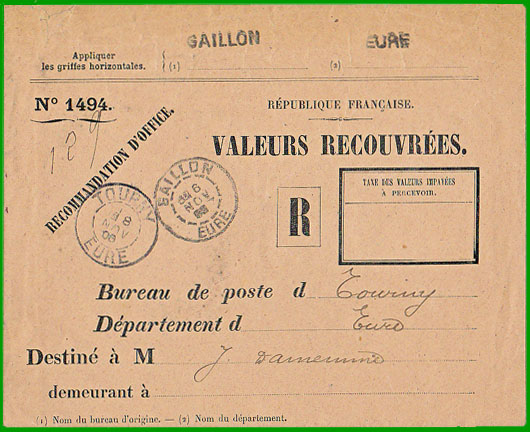 GAILLON EURE
Appliquer
les griffes horizontales. (1) (2)
N° 1494.
RÉPUBLIQUE FRANÇAISE.
129
RECOMMANDATION D'OFFICE.
VALEURS RECOUVRÉES.
GAILLON
EURE
TOURNY
EURE
R
TAXE DES VALEURS IMPAYÉES
À PERCEVOIR.
Bureau de poste d Tourny
Département d Eure
Destiné à M J.
demeurant à
(1) Nom du bureau d'origine. — (2) Nom du département.